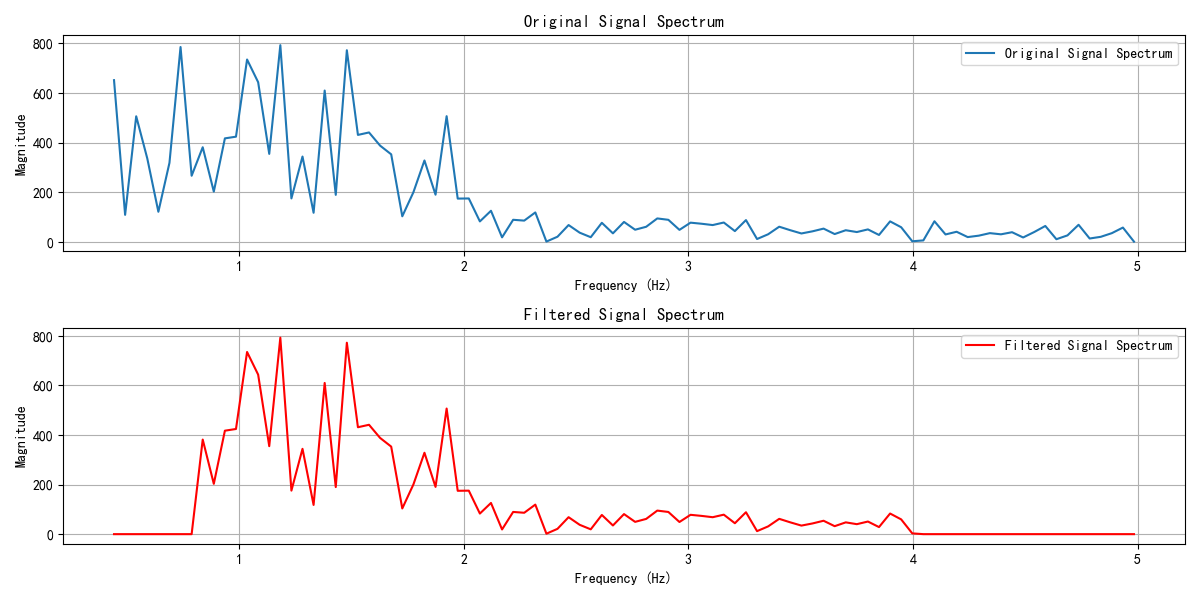 Original Signal Spectrum
800
600
400
200
0
Magnitude
Original Signal Spectrum
1 2 3 4 5
Frequency (Hz)
Filtered Signal Spectrum
800
600
400
200
0
Magnitude
Filtered Signal Spectrum
1 2 3 4 5
Frequency (Hz)